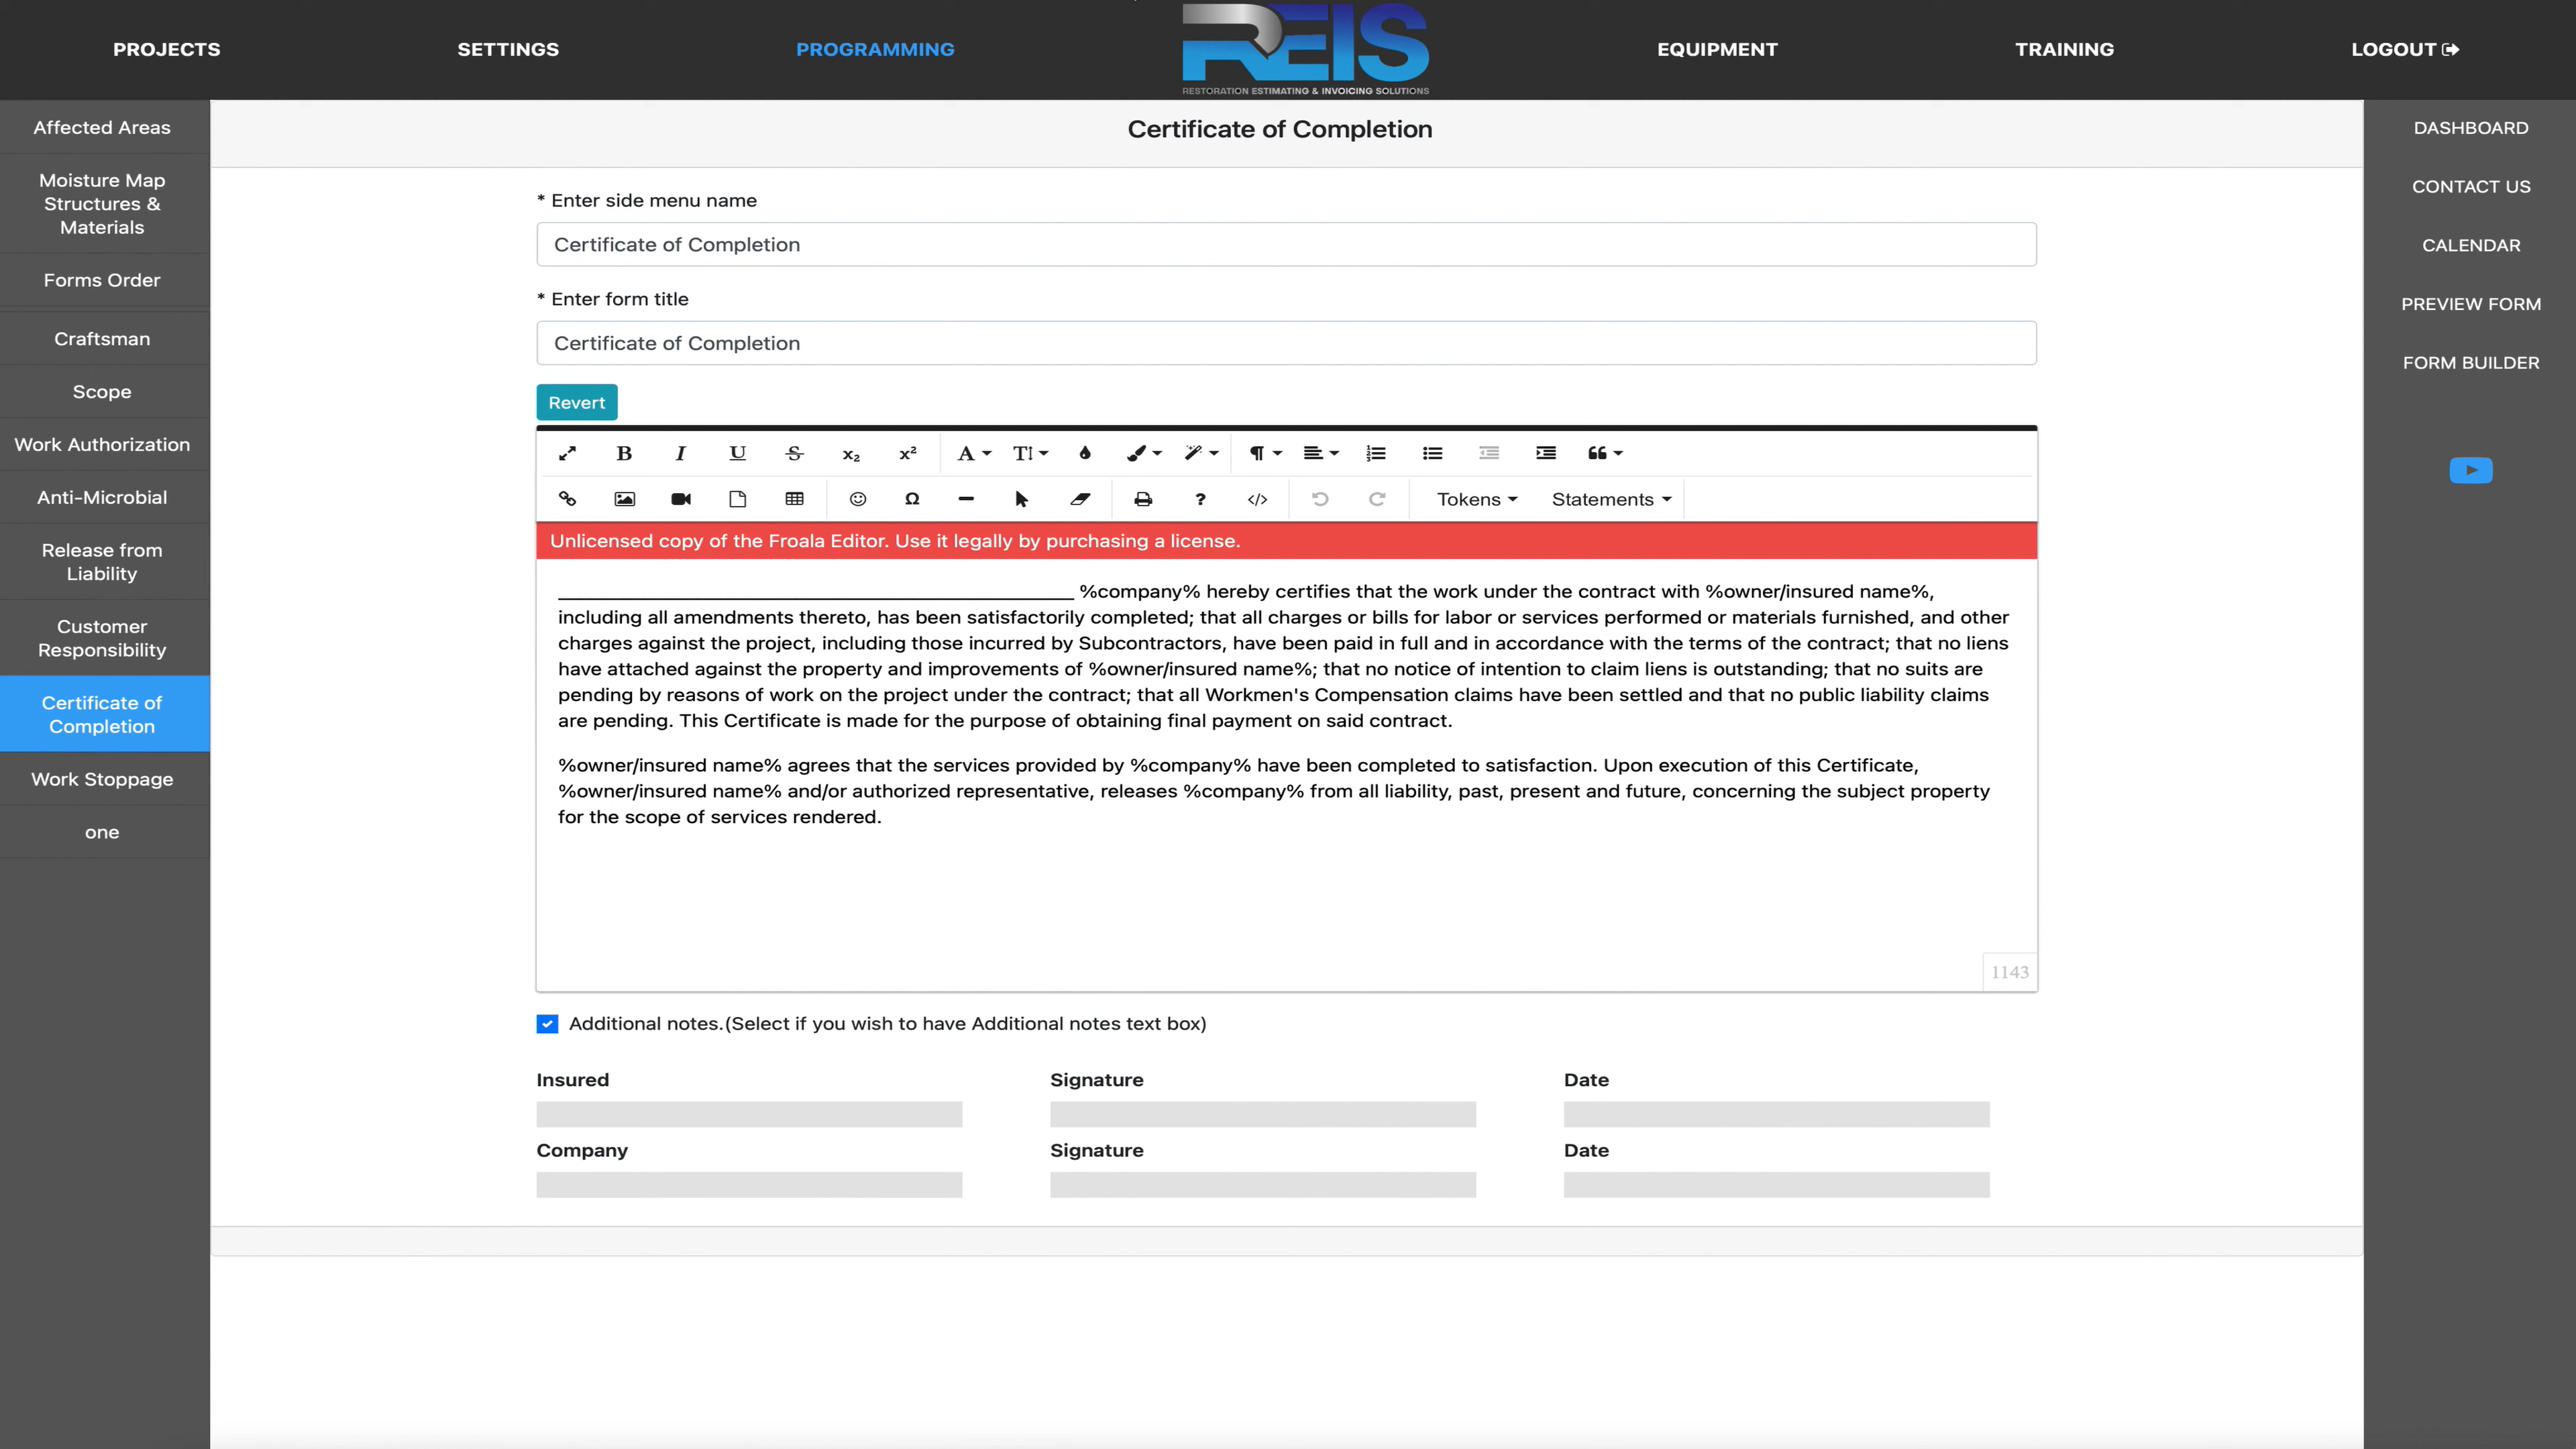 PROJECTS
SETTINGS
PROGRAMMING
REIS
RESTORATION ESTIMATING & INVOICING SOLUTIONS
EQUIPMENT
TRAINING
LOGOUT
Affected Areas
Moisture Map
Structures &
Materials
Forms Order
Craftsman
Scope
Work Authorization
Anti-Microbial
Release from
Liability
Customer
Responsibility
Certificate of
Completion
Work Stoppage
one
Certificate of Completion
* Enter side menu name
Certificate of Completion
* Enter form title
Certificate of Completion
Revert
Tokens
Statements
Unlicensed copy of the Froala Editor. Use it legally by purchasing a license.
%company% hereby certifies that the work under the contract with %owner/insured name%,
including all amendments thereto, has been satisfactorily completed; that all charges or bills for labor or services performed or materials furnished, and other
charges against the project, including those incurred by Subcontractors, have been paid in full and in accordance with the terms of the contract; that no liens
have attached against the property and improvements of %owner/insured name%; that no notice of intention to claim liens is outstanding; that no suits are
pending by reasons of work on the project under the contract; that all Workmen's Compensation claims have been settled and that no public liability claims
are pending. This Certificate is made for the purpose of obtaining final payment on said contract.
%owner/insured name% agrees that the services provided by %company% have been completed to satisfaction. Upon execution of this Certificate,
%owner/insured name% and/or authorized representative, releases %company% from all liability, past, present and future, concerning the subject property
for the scope of services rendered.
1143
Additional notes.(Select if you wish to have Additional notes text box)
Insured
Signature
Date
Company
Signature
Date
DASHBOARD
CONTACT US
CALENDAR
PREVIEW FORM
FORM BUILDER